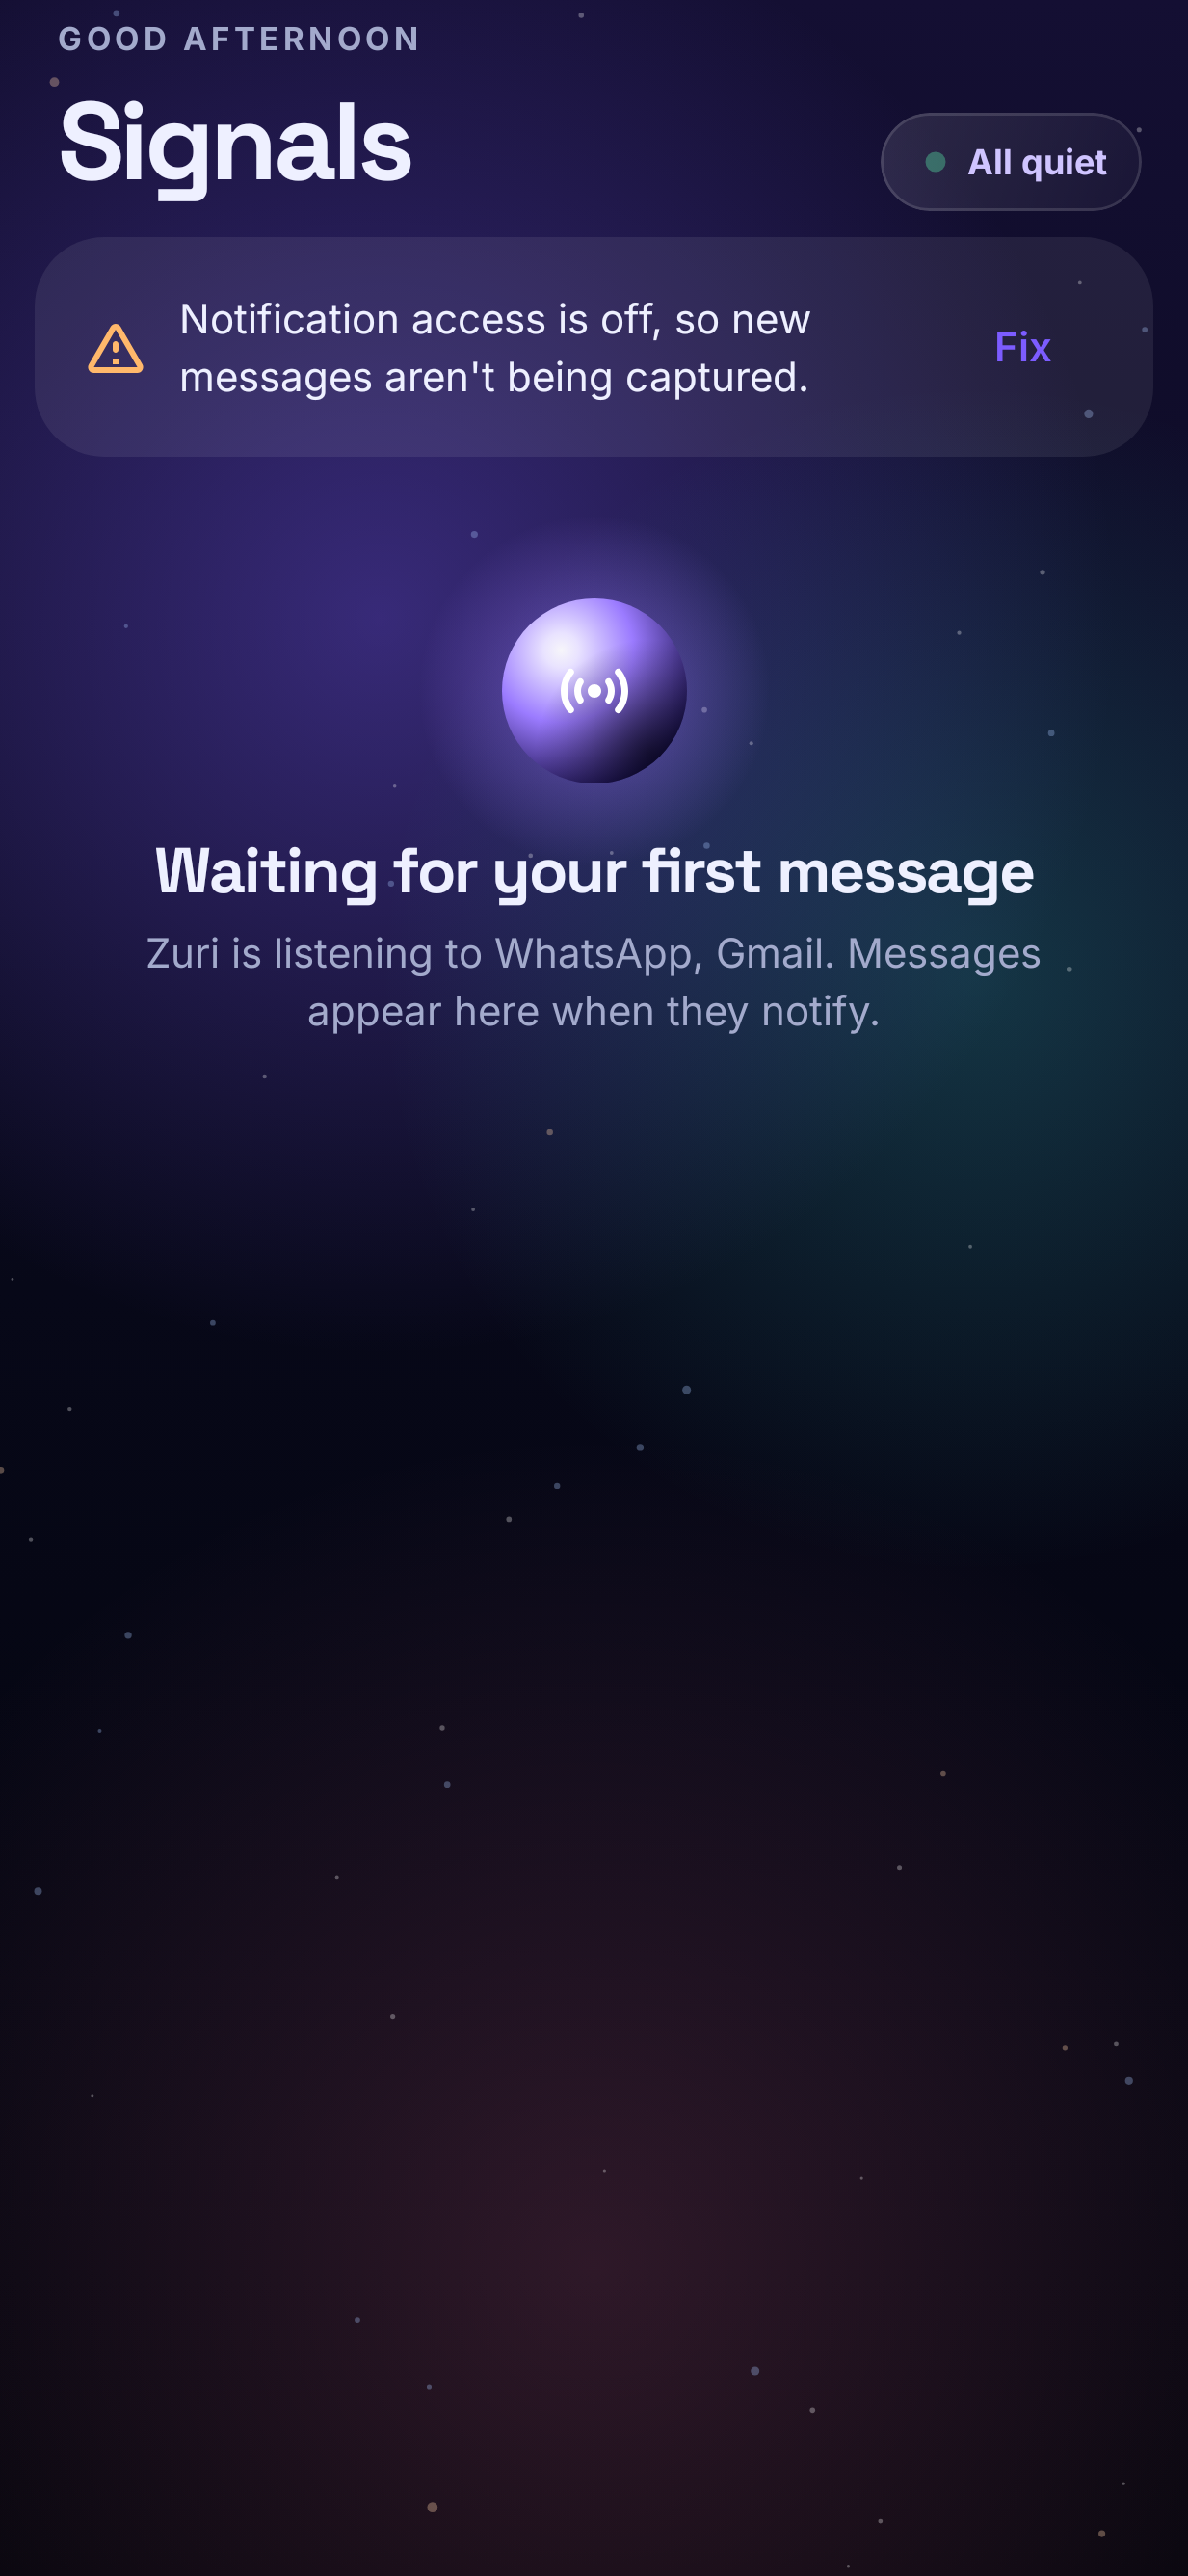 GOOD AFTERNOON
Signals
All quiet
Notification access is off, so new
messages aren't being captured.
Fix
Waiting for your first message
Zuri is listening to WhatsApp, Gmail. Messages
appear here when they notify.